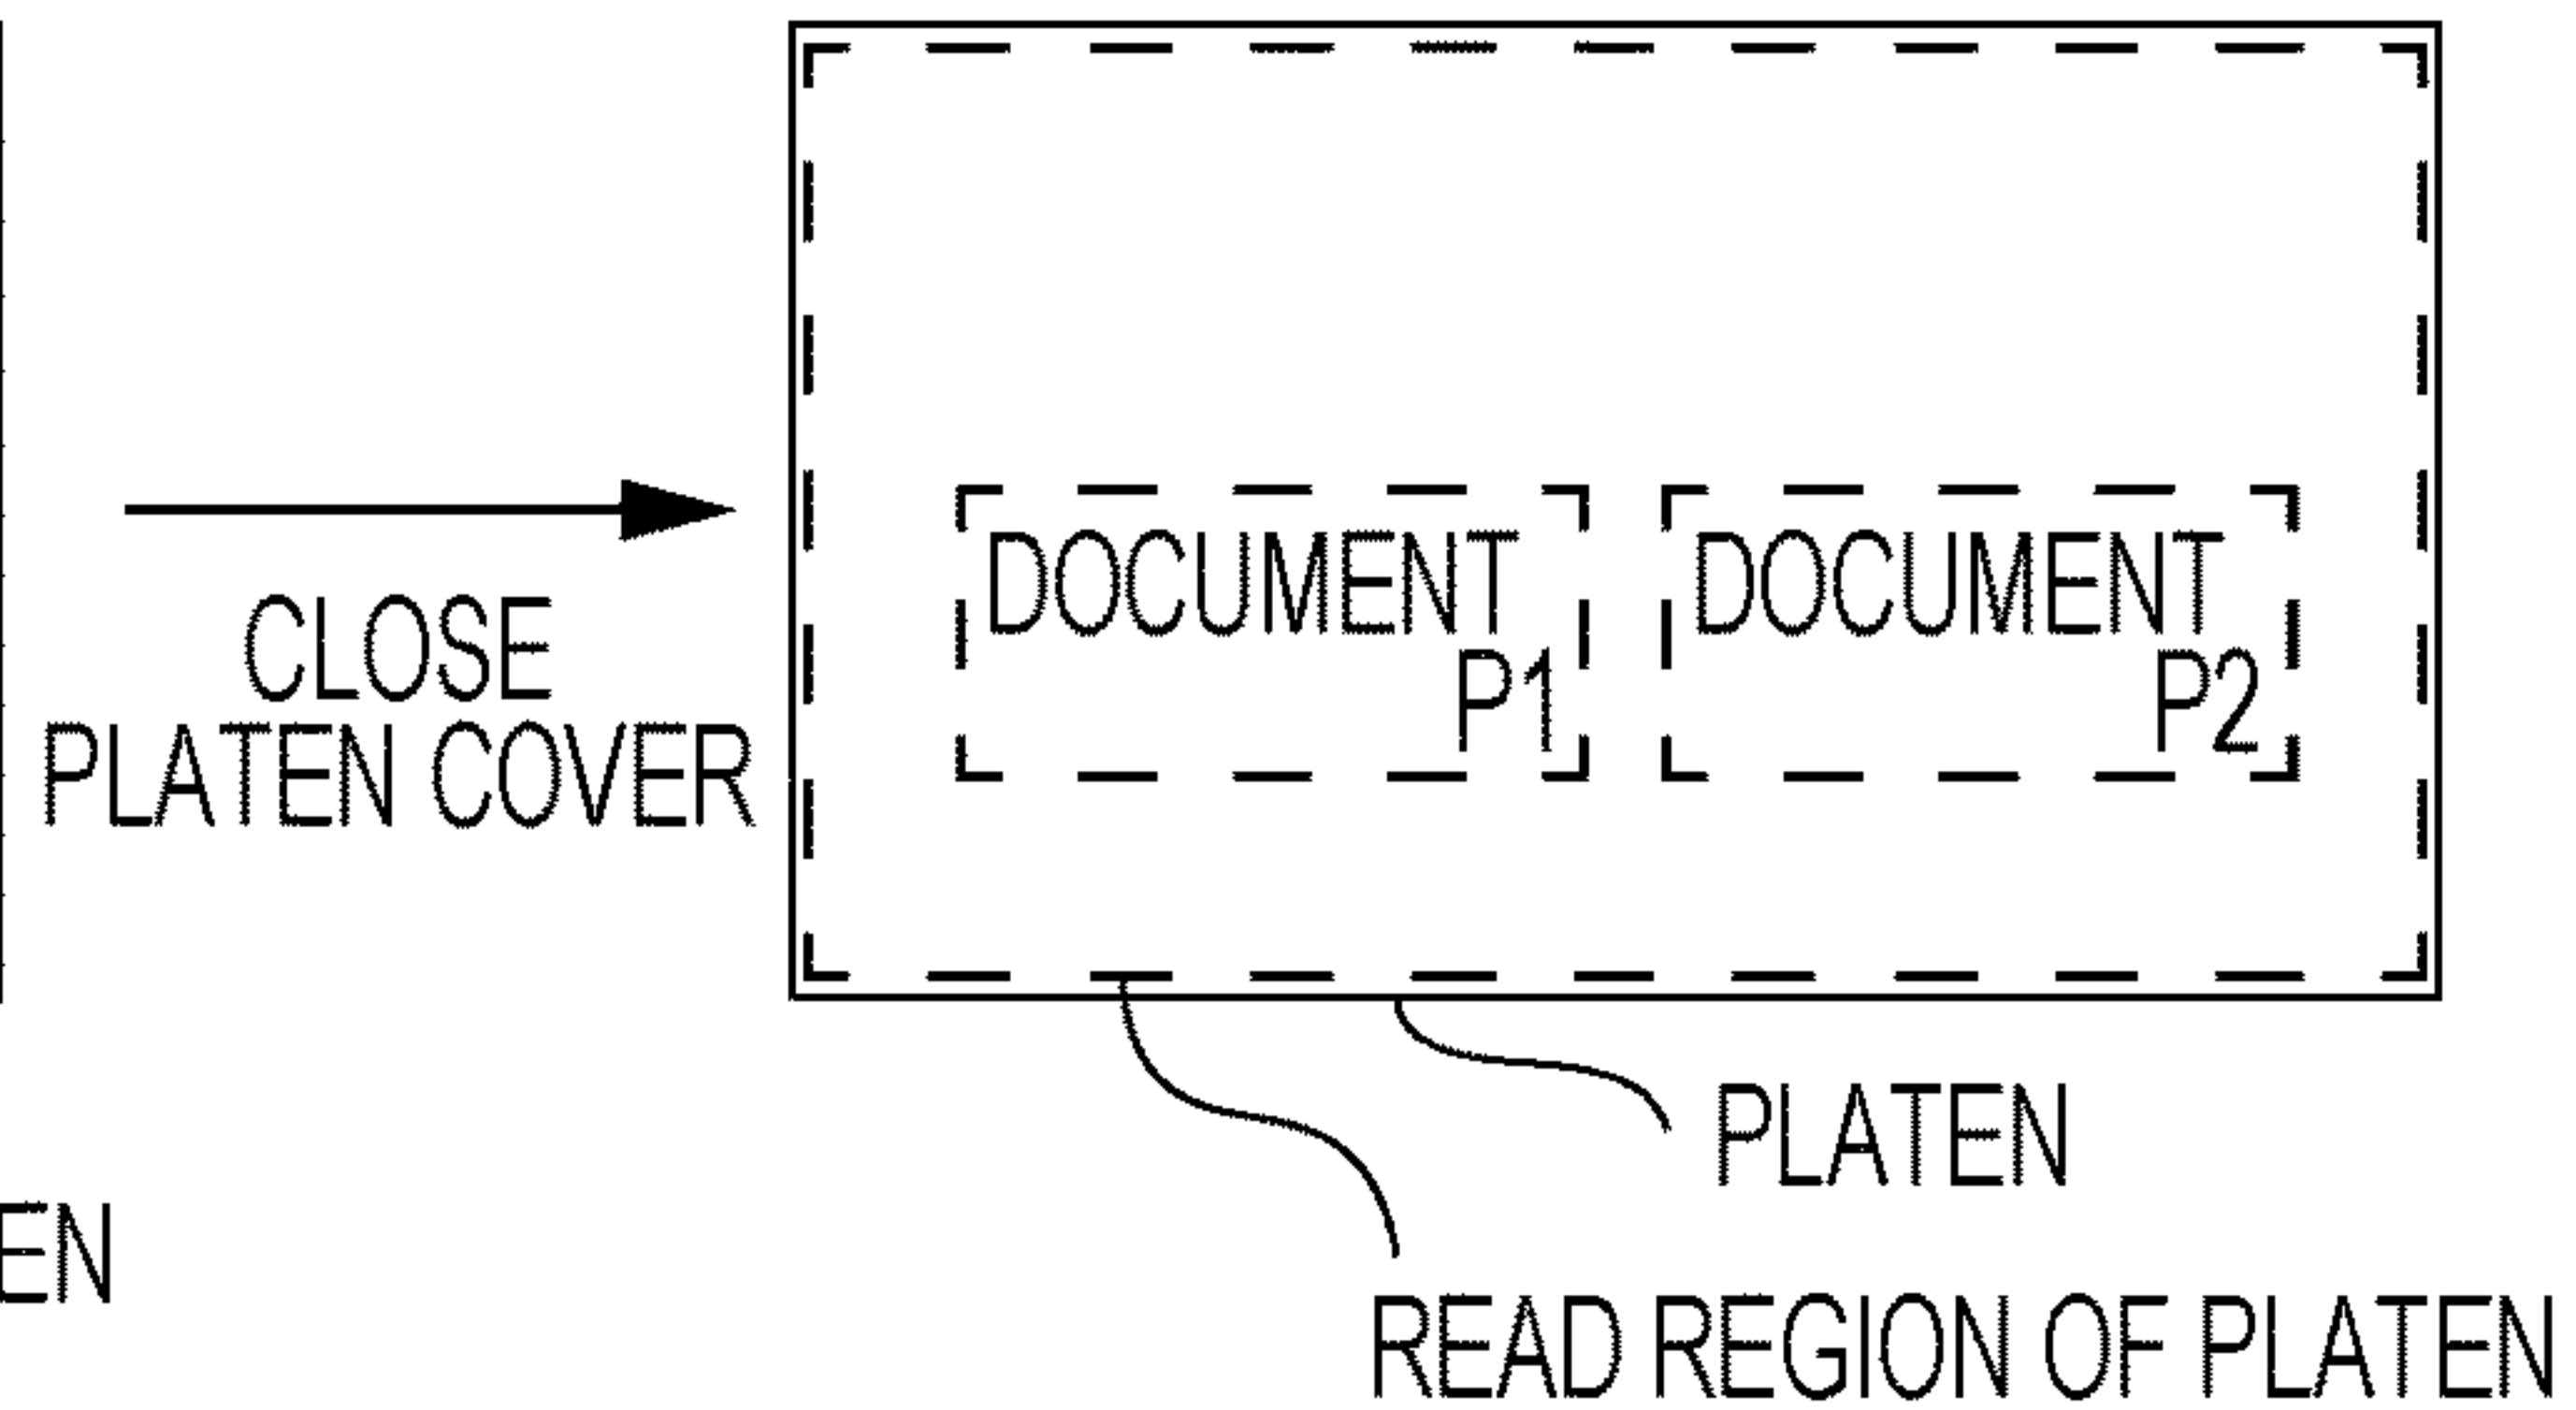 CLOSE
PLATEN COVER
DOCUMENT
P1
DOCUMENT
P2
PLATEN
READ REGION OF PLATEN
EN